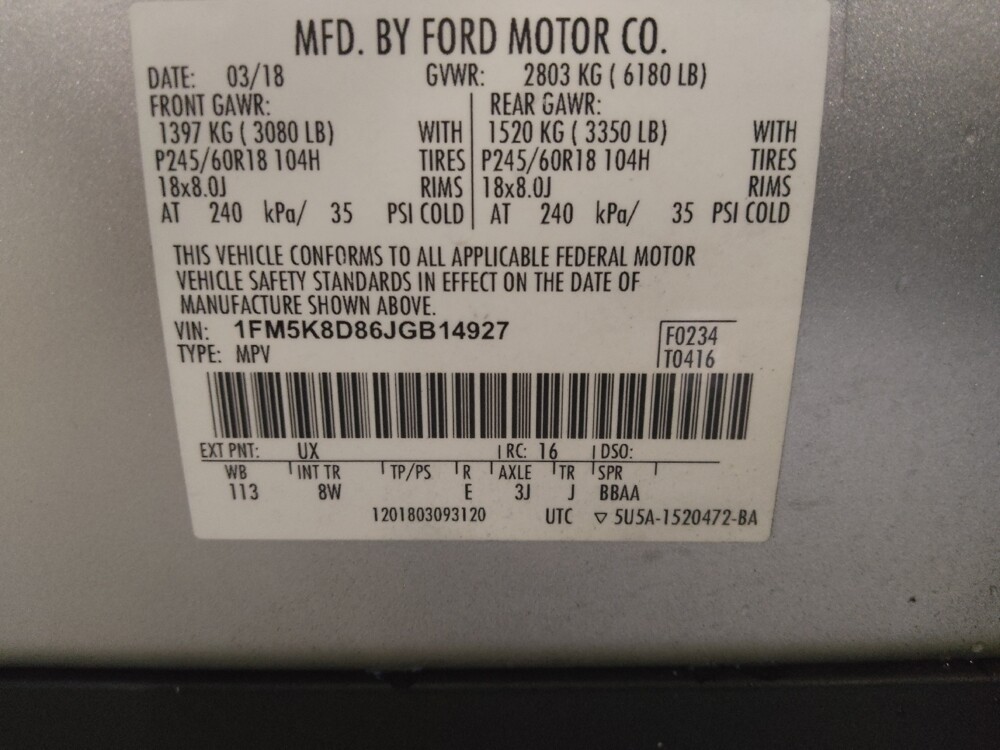 MFD. BY FORD MOTOR CO.
DATE: 03/18 GVWR: 2803 KG ( 6180 LB)
FRONT GAWR: REAR GAWR:
1397 KG ( 3080 LB) WITH 1520 KG ( 3350 LB) WITH
P245/60R18 104H TIRES P245/60R18 104H TIRES
18x8.0J RIMS 18x8.0J RIMS
AT 240 kPa/ 35 PSI COLD AT 240 kPa/ 35 PSI COLD
THIS VEHICLE CONFORMS TO ALL APPLICABLE FEDERAL MOTOR
VEHICLE SAFETY STANDARDS IN EFFECT ON THE DATE OF
MANUFACTURE SHOWN ABOVE.
VIN: 1FM5K8D86JGB14927 F0234
TYPE: MPV T0416
EXT PNT: UX RC: 16 DSO:
WB INT TR TP/PS R AXLE TR SPR
113 8W E 3J J BBAA
1201803093120 UTC ▽ 5U5A-1520472-BA